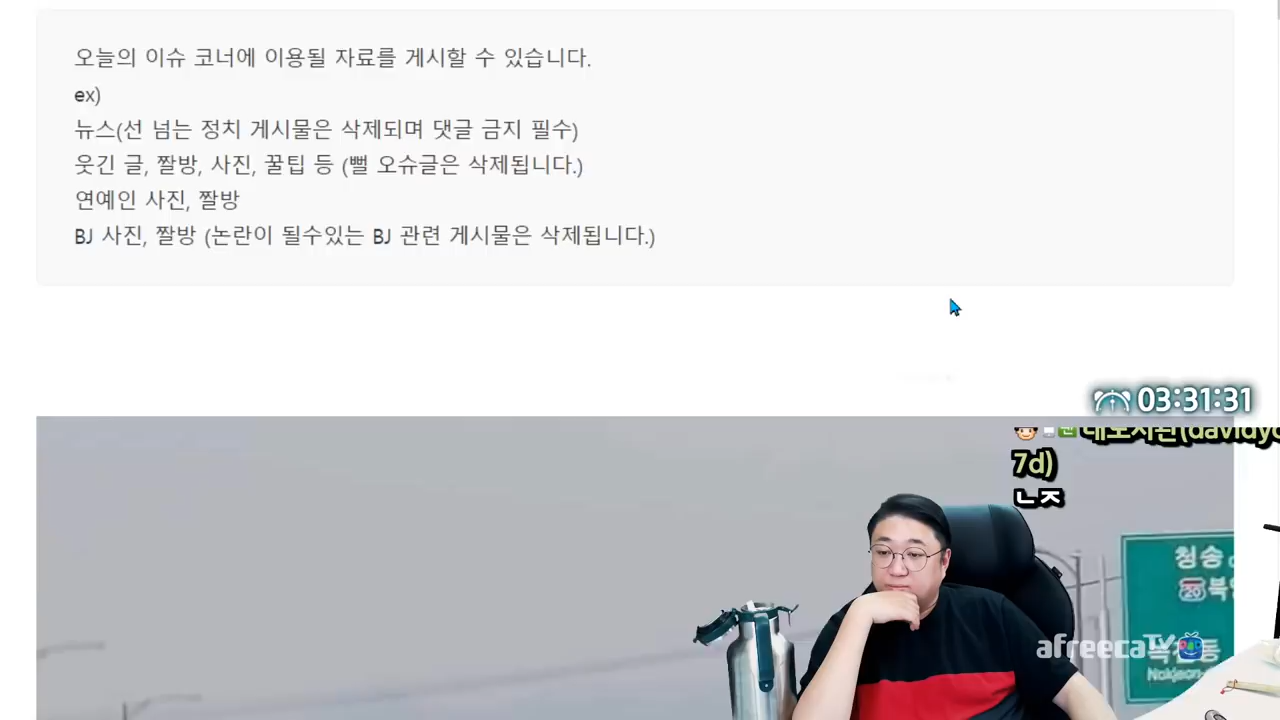 오늘의 이슈 코너에 이용될 자료를 게시할 수 있습니다.
ex)
뉴스(선 넘는 정치 게시물은 삭제되며 댓글 금지 필수)
웃긴 글, 짤방, 사진, 꿀팁 등 (뻘 오슈글은 삭제됩니다.)
연예인 사진, 짤방
BJ 사진, 짤방 (논란이 될수있는 BJ 관련 게시물은 삭제됩니다.)
03:31:31
7d)
ㄴㅈ
청송
20 북
afreecaTV